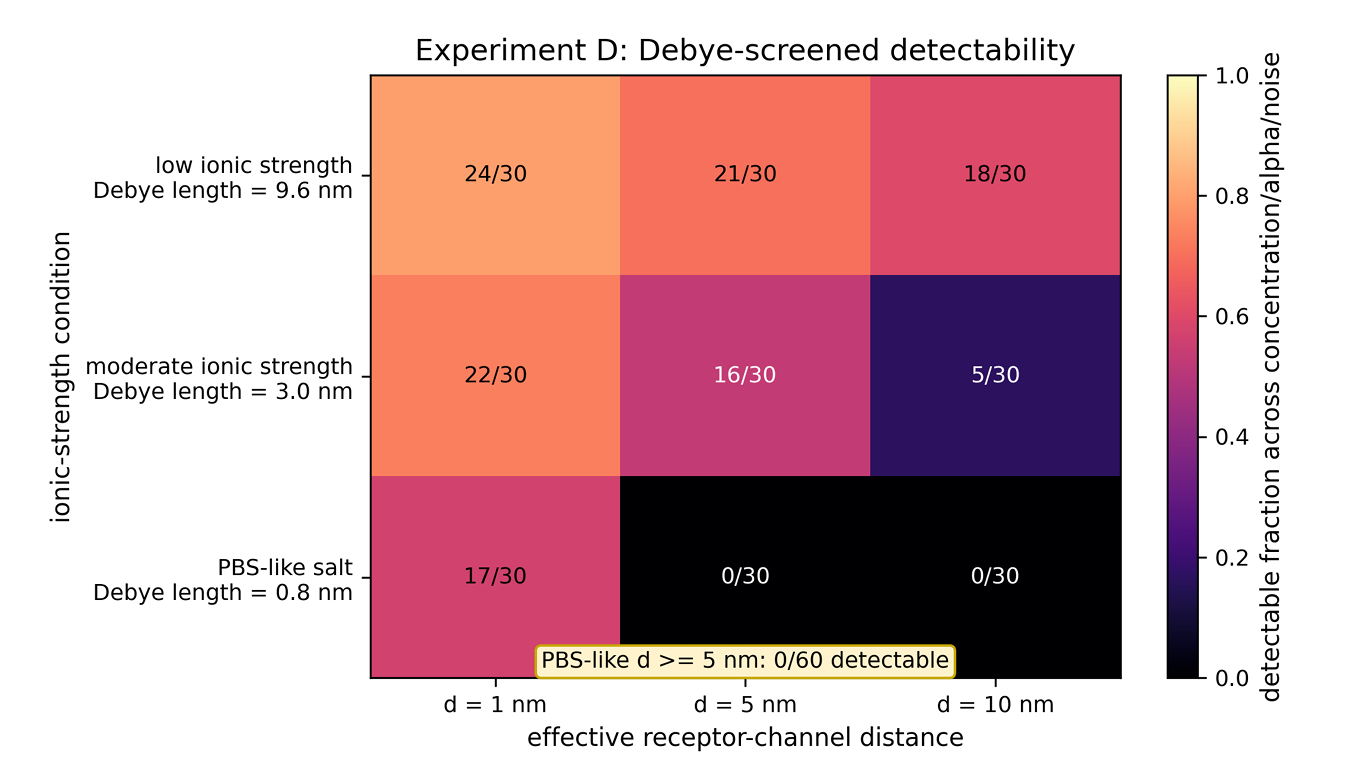 Experiment D: Debye-screened detectability
ionic-strength condition
low ionic strength
Debye length = 9.6 nm
24/30
21/30
18/30
moderate ionic strength
Debye length = 3.0 nm
22/30
16/30
5/30
PBS-like salt
Debye length = 0.8 nm
17/30
0/30
0/30
PBS-like d >= 5 nm: 0/60 detectable
d = 1 nm
d = 5 nm
d = 10 nm
effective receptor-channel distance
1.0
0.8
0.6
0.4
0.2
0.0
detectable fraction across concentration/alpha/noise